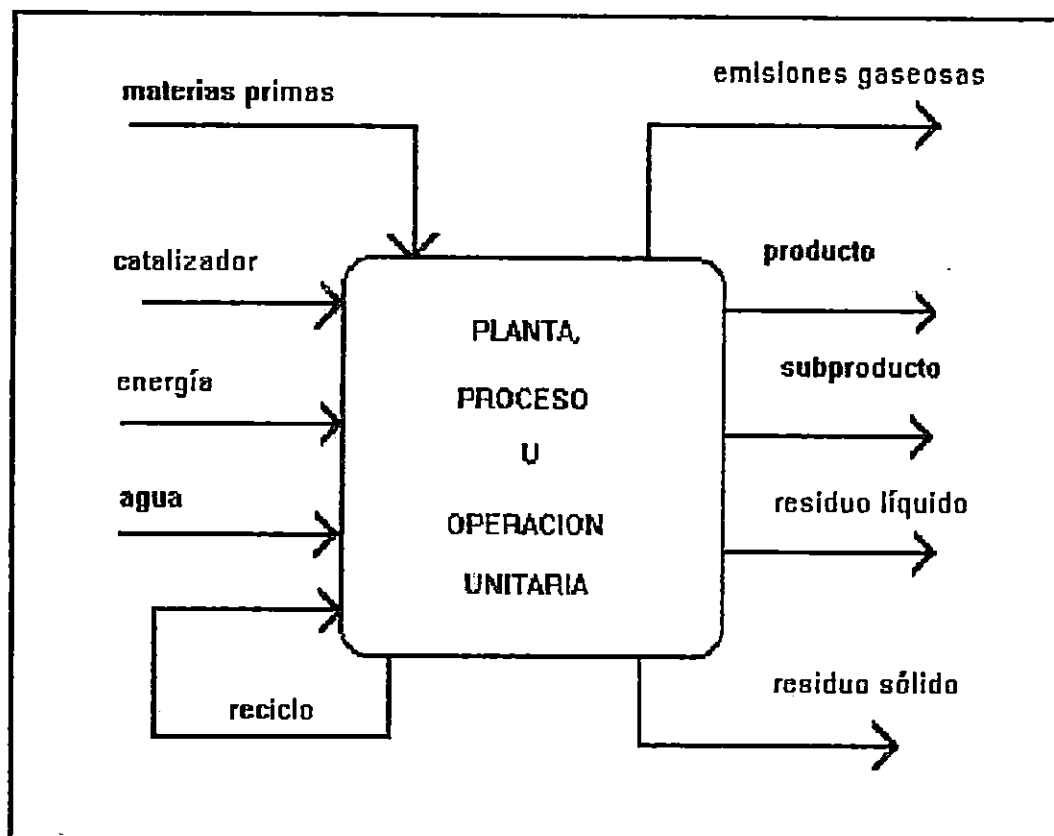 materias primas
emisiones gaseosas
catalizador
producto
energía
subproducto
agua
residuo líquido
reciclo
residuo sólido
PLANTA,
PROCESO
U
OPERACION
UNITARIA